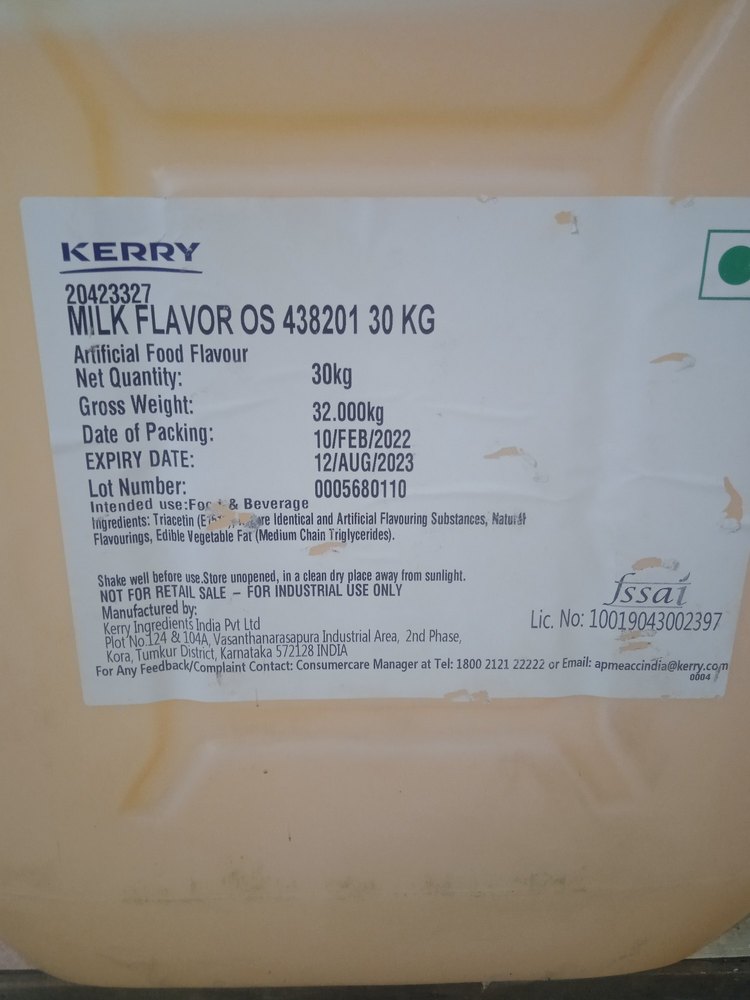 KERRY
20423327
MILK FLAVOR OS 438201 30 KG
Artificial Food Flavour
Net Quantity: 30kg
Gross Weight: 32.000kg
Date of Packing: 10/FEB/2022
EXPIRY DATE: 12/AUG/2023
Lot Number: 0005680110
Intended use: & Beverage
Ingredients: Triacetin Identical and Artificial Flavouring Substances, Natural
Flavourings, Edible Vegetable Fat (Medium Chain Triglycerides).
Shake well before use.Store unopened, in a clean dry place away from sunlight.
NOT FOR RETAIL SALE – FOR INDUSTRIAL USE ONLY
Manufactured by:
Kerry Ingredients India Pvt Ltd
Plot No.124 & 104A, Vasanthanarasapura Industrial Area, 2nd Phase,
Kora, Tumkur District, Karnataka 572128 INDIA
fssai
Lic. No: 10019043002397
For Any Feedback/Complaint Contact: Consumercare Manager at Tel: 1800 2121 22222 or Email: apmeaccindia@kerry.com
0004